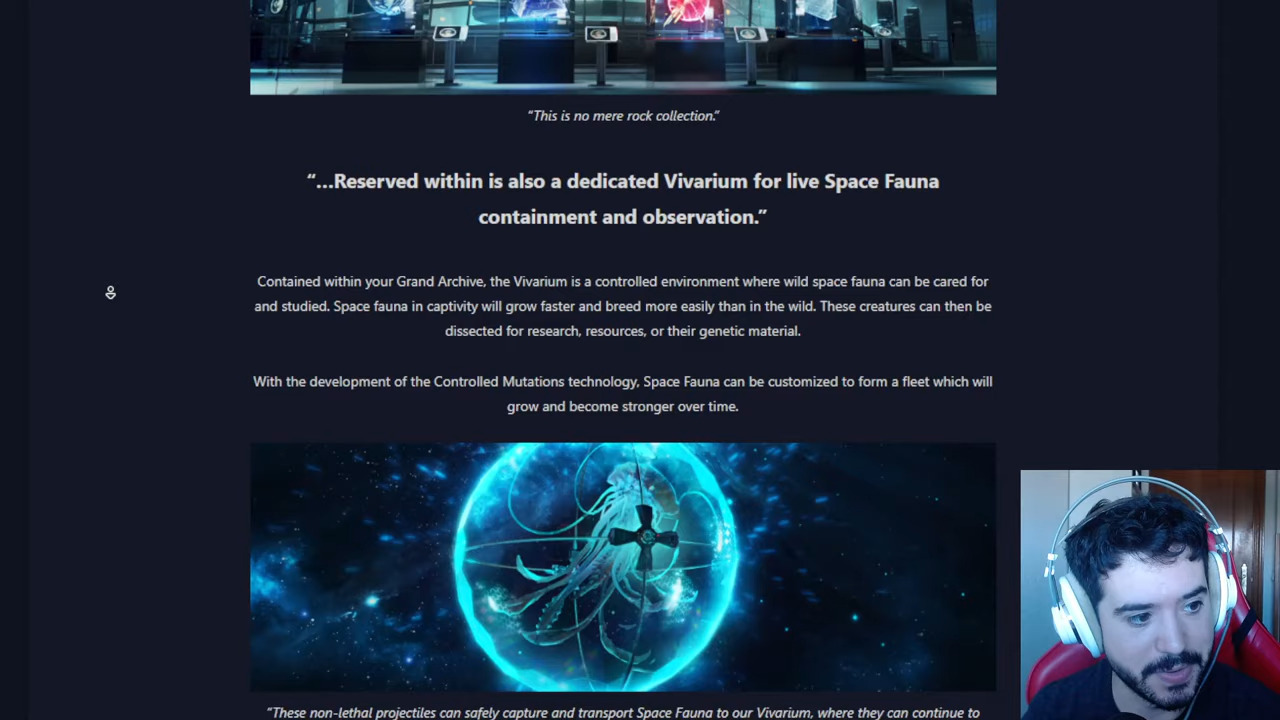 “This is no mere rock collection.”
“…Reserved within is also a dedicated Vivarium for live Space Fauna
containment and observation.”
Contained within your Grand Archive, the Vivarium is a controlled environment where wild space fauna can be cared for
and studied. Space fauna in captivity will grow faster and breed more easily than in the wild. These creatures can then be
dissected for research, resources, or their genetic material.
With the development of the Controlled Mutations technology, Space Fauna can be customized to form a fleet which will
grow and become stronger over time.
“These non-lethal projectiles can safely capture and transport Space Fauna to our Vivarium, where they can continue to